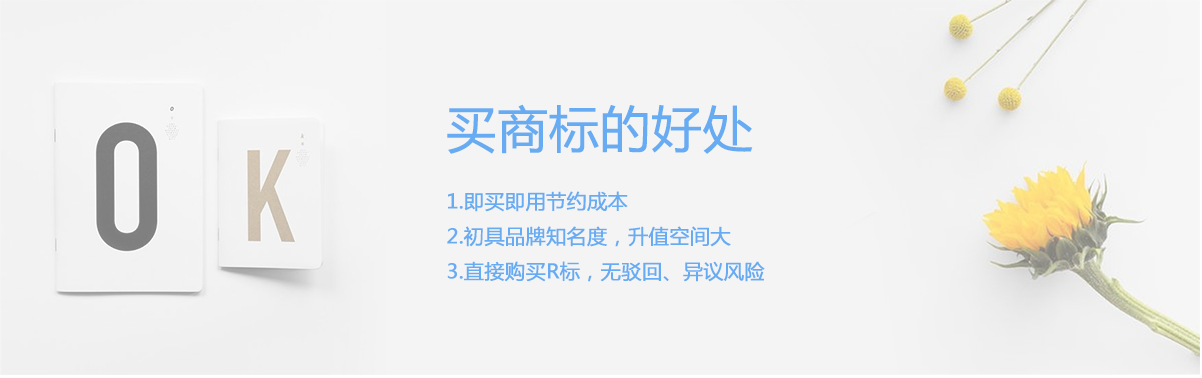 O
K
买商标的好处
1.即买即用节约成本
2.初具品牌知名度，升值空间大
3.直接购买R标，无驳回、异议风险